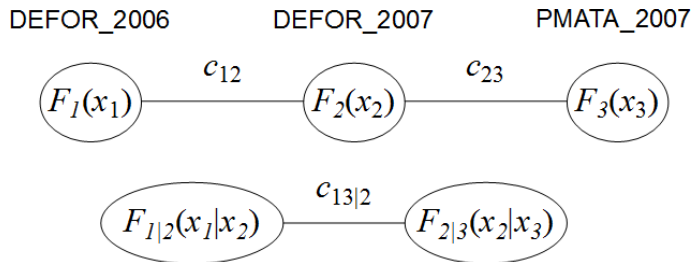 DEFOR_2006 DEFOR_2007 PMATA_2007
c12 c23
F1(x1) F2(x2) F3(x3)
c13|2
F1|2(x1|x2) F2|3(x2|x3)